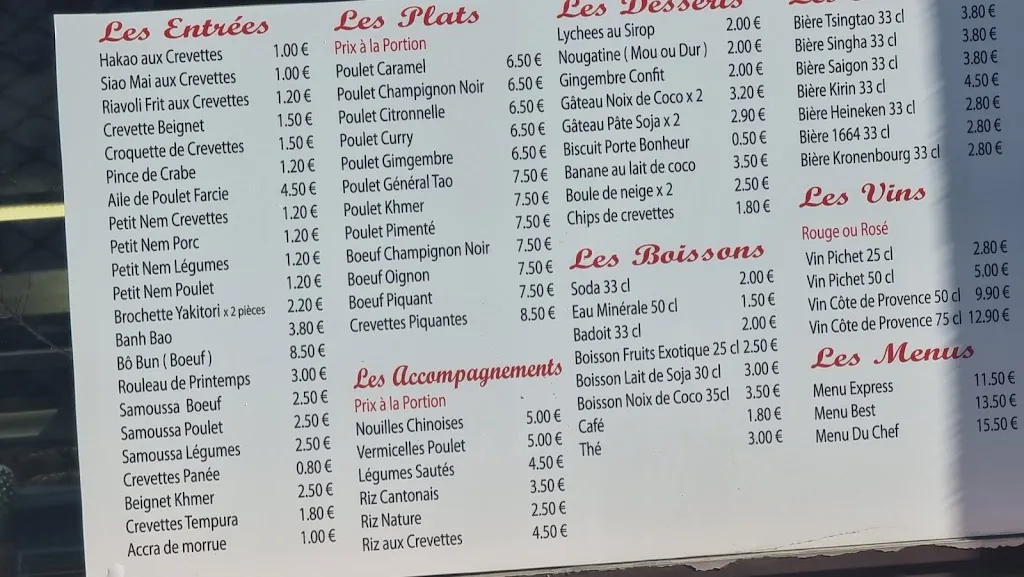 Les Entrées
Hakao aux Crevettes 1.00 €
Siao Mai aux Crevettes 1.00 €
Riavoli Frit aux Crevettes 1.20 €
Crevette Beignet 1.50 €
Croquette de Crevettes 1.50 €
Pince de Crabe 1.20 €
Aile de Poulet Farcie 4.50 €
Petit Nem Crevettes 1.20 €
Petit Nem Porc 1.20 €
Petit Nem Légumes 1.20 €
Petit Nem Poulet 1.20 €
Brochette Yakitori x 2 pièces 2.20 €
Banh Bao 3.80 €
Bô Bun ( Boeuf ) 8.50 €
Rouleau de Printemps 3.00 €
Samoussa Boeuf 2.50 €
Samoussa Poulet 2.50 €
Samoussa Légumes 2.50 €
Crevettes Panée 0.80 €
Beignet Khmer 2.50 €
Crevettes Tempura 1.80 €
Accra de morrue 1.00 €
Les Plats
Prix à la Portion
Poulet Caramel 6.50 €
Poulet Champignon Noir 6.50 €
Poulet Citronnelle 6.50 €
Poulet Curry 6.50 €
Poulet Gimgembre 6.50 €
Poulet Général Tao 7.50 €
Poulet Khmer 7.50 €
Poulet Pimenté 7.50 €
Boeuf Champignon Noir 7.50 €
Boeuf Oignon 7.50 €
Boeuf Piquant 7.50 €
Crevettes Piquantes 8.50 €
Les Accompagnements
Prix à la Portion
Nouilles Chinoises 5.00 €
Vermicelles Poulet 5.00 €
Légumes Sautés 4.50 €
Riz Cantonais 3.50 €
Riz Nature 2.50 €
Riz aux Crevettes 4.50 €
Les Desserts
Lychees au Sirop 2.00 €
Nougatine ( Mou ou Dur ) 2.00 €
Gingembre Confit 2.00 €
Gâteau Noix de Coco x 2 3.20 €
Gâteau Pâte Soja x 2 2.90 €
Biscuit Porte Bonheur 0.50 €
Banane au lait de coco 3.50 €
Boule de neige x 2 2.50 €
Chips de crevettes 1.80 €
Les Boissons
Soda 33 cl 2.00 €
Eau Minérale 50 cl 1.50 €
Badoit 33 cl 2.00 €
Boisson Fruits Exotique 25 cl 2.50 €
Boisson Lait de Soja 30 cl 3.00 €
Boisson Noix de Coco 35cl 3.50 €
Café 1.80 €
Thé 3.00 €
Bière Tsingtao 33 cl 3.80 €
Bière Singha 33 cl 3.80 €
Bière Saigon 33 cl 3.80 €
Bière Kirin 33 cl 4.50 €
Bière Heineken 33 cl 2.80 €
Bière 1664 33 cl 2.80 €
Bière Kronenbourg 33 cl 2.80 €
Les Vins
Rouge ou Rosé
Vin Pichet 25 cl 2.80 €
Vin Pichet 50 cl 5.00 €
Vin Côte de Provence 50 cl 9.90 €
Vin Côte de Provence 75 cl 12.90 €
Les Menus
Menu Express 11.50 €
Menu Best 13.50 €
Menu Du Chef 15.50 €